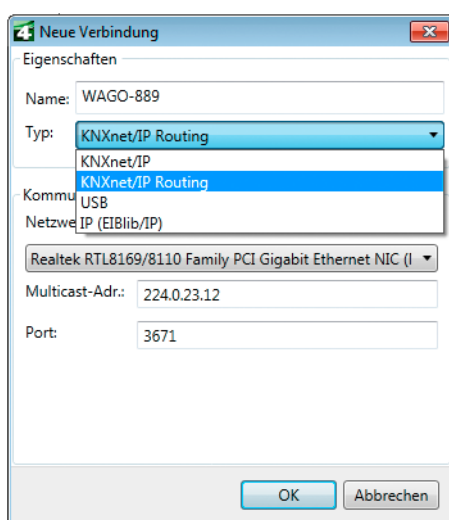 4 Neue Verbindung
Eigenschaften
Name: WAGO-889
Typ: KNXnet/IP Routing
KNXnet/IP
KNXnet/IP Routing
Kommu
USB
Netzwe IP (EIBlib/IP)
Realtek RTL8169/8110 Family PCI Gigabit Ethernet NIC (I
Multicast-Adr.: 224.0.23.12
Port: 3671
OK Abbrechen